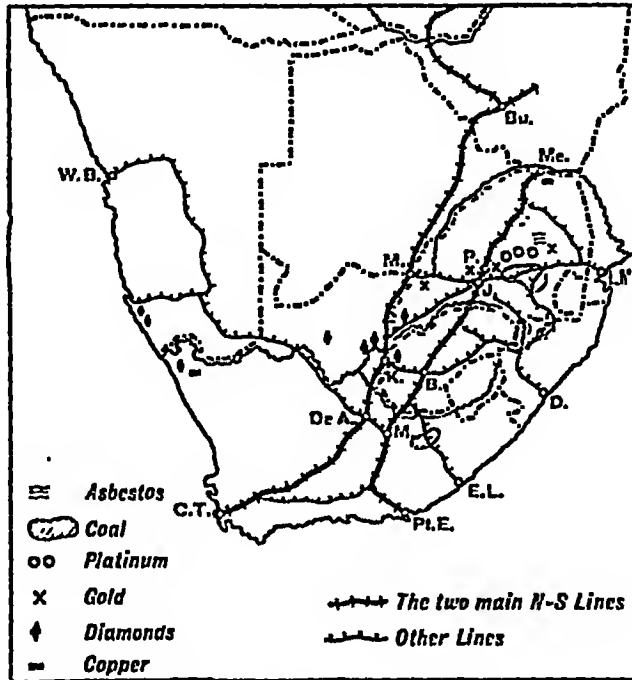 Bu.
Me.
W.B.
M.
P.
J.
L.M.
K.
B.
D.
De A.
M.
E.L.
C.T.
Pt.E.
Asbestos
Coal
Platinum
Gold
Diamonds
Copper
The two main N-S Lines
Other Lines